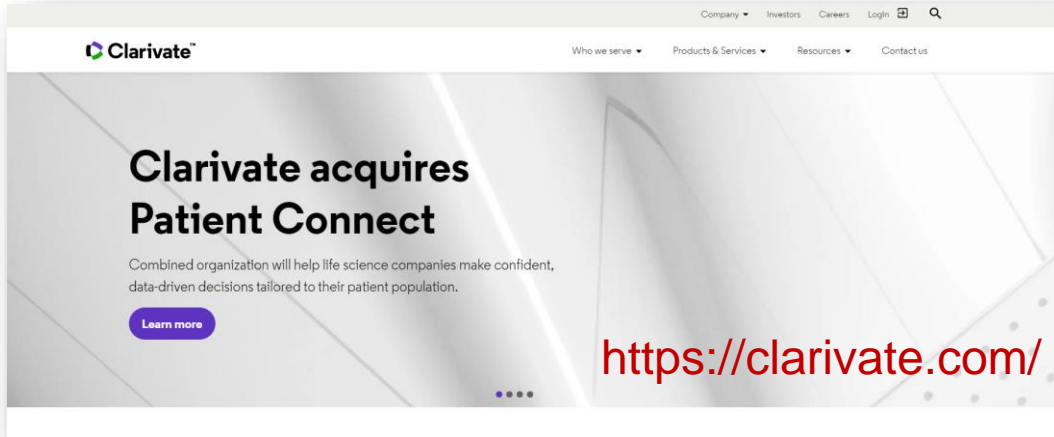 Company Investors Careers LogIn
Clarivate™
Who we serve Products & Services Resources Contact us
Clarivate acquires
Patient Connect
Combined organization will help life science companies make confident,
data-driven decisions tailored to their patient population.
Learn more
https://clarivate.com/